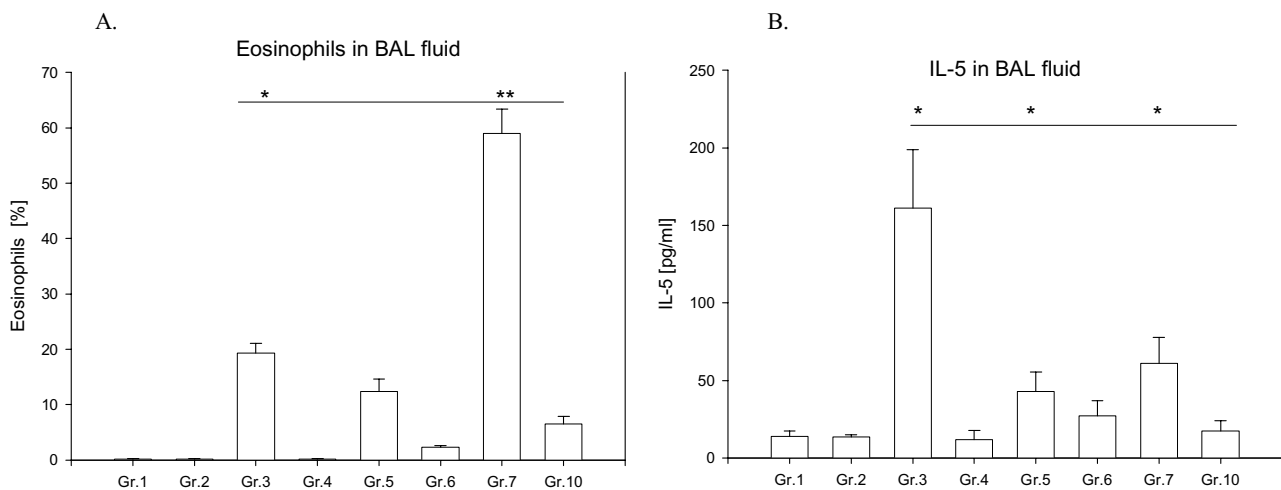 A.
Eosinophils in BAL fluid
Eosinophils [%]
70
60
50
40
30
20
10
0
* **
Gr.1 Gr.2 Gr.3 Gr.4 Gr.5 Gr.6 Gr.7 Gr.10
B.
IL-5 in BAL fluid
IL-5 [pg/ml]
250
200
150
100
50
0
* * *
Gr.1 Gr.2 Gr.3 Gr.4 Gr.5 Gr.6 Gr.7 Gr.10